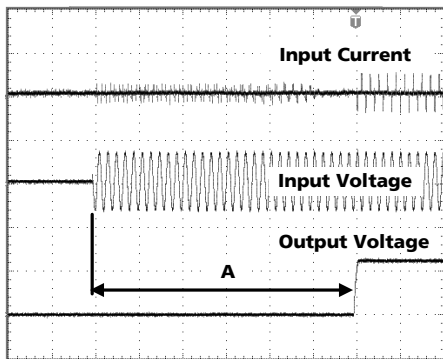 T
Input Current
Input Voltage
Output Voltage
A